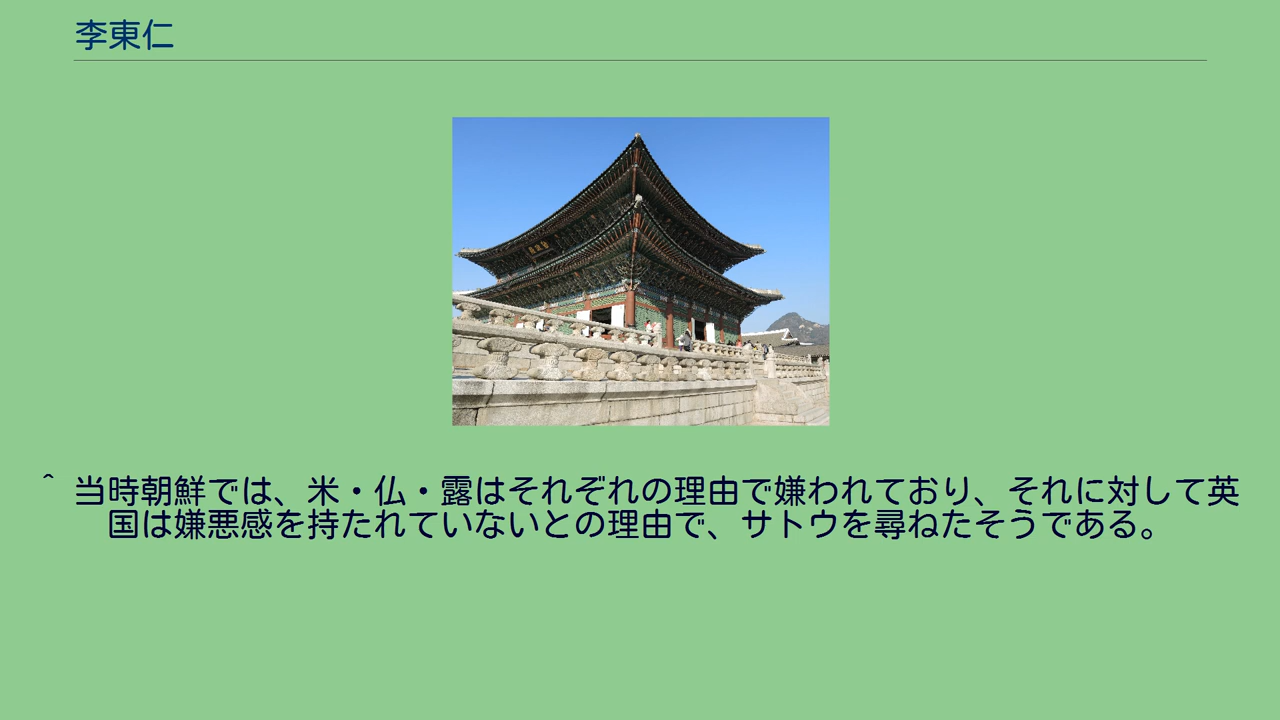 李東仁
^ 当時朝鮮では、米・仏・露はそれぞれの理由で嫌われており、それに対して英
国は嫌悪感を持たれていないとの理由で、サトウを尋ねたそうである。